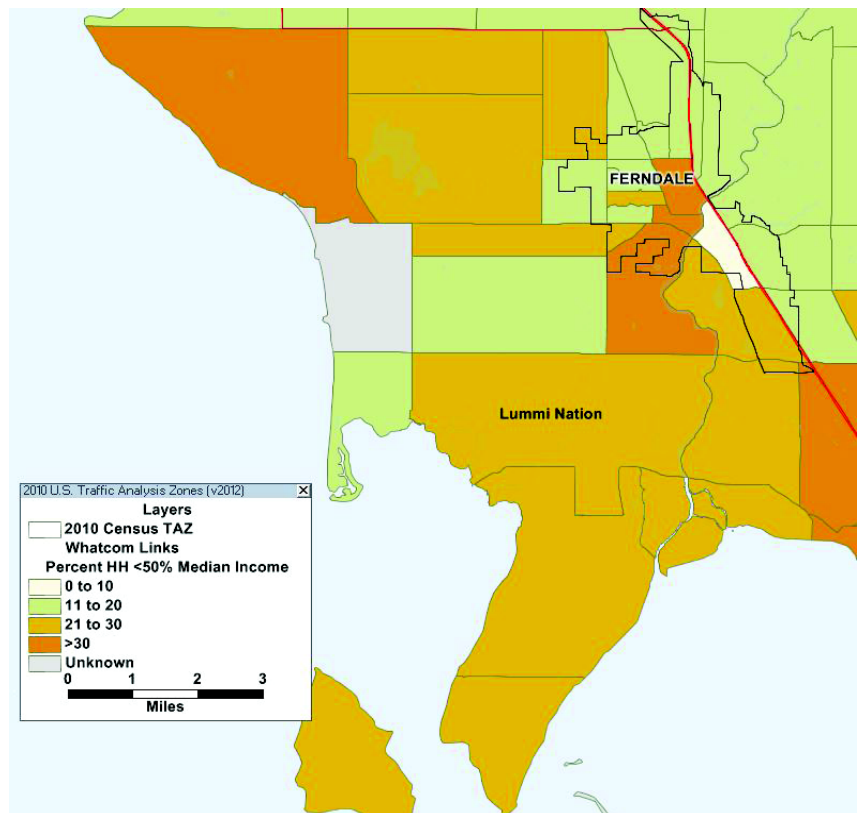 FERNDALE
Lummi Nation
2010 U.S. Traffic Analysis Zones (v2012)
Layers
2010 Census TAZ
Whatcom Links
Percent HH <50% Median Income
0 to 10
11 to 20
21 to 30
>30
Unknown
0 1 2 3
Miles